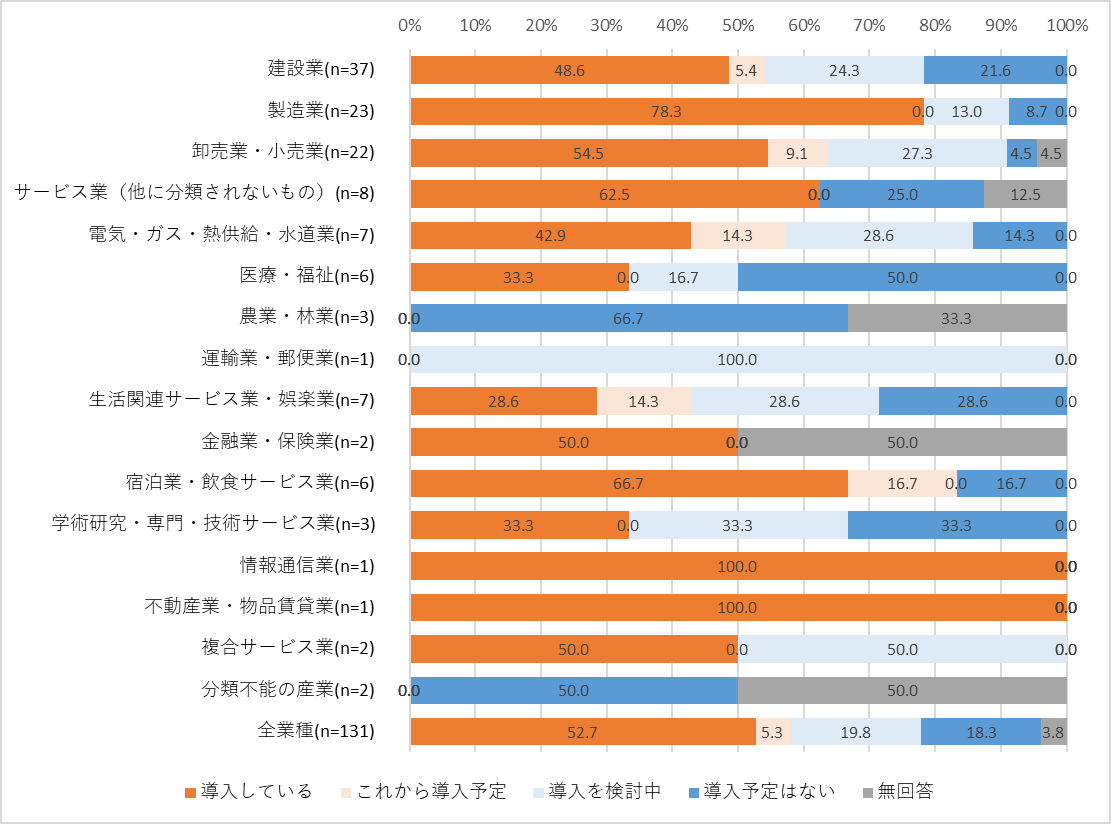 0% 10% 20% 30% 40% 50% 60% 70% 80% 90% 100%
建設業(n=37) 48.6 5.4 24.3 21.6 0.0
製造業(n=23) 78.3 0.0 13.0 8.7 0.0
卸売業・小売業(n=22) 54.5 9.1 27.3 4.5 4.5
サービス業（他に分類されないもの）(n=8) 62.5 0.0 25.0 12.5
電気・ガス・熱供給・水道業(n=7) 42.9 14.3 28.6 14.3 0.0
医療・福祉(n=6) 33.3 0.0 16.7 50.0 0.0
農業・林業(n=3) 0.0 66.7 33.3
運輸業・郵便業(n=1) 0.0 100.0 0.0
生活関連サービス業・娯楽業(n=7) 28.6 14.3 28.6 28.6 0.0
金融業・保険業(n=2) 50.0 0.0 50.0
宿泊業・飲食サービス業(n=6) 66.7 16.7 0.0 16.7 0.0
学術研究・専門・技術サービス業(n=3) 33.3 0.0 33.3 33.3 0.0
情報通信業(n=1) 100.0 0.0
不動産業・物品賃貸業(n=1) 100.0 0.0
複合サービス業(n=2) 50.0 0.0 50.0 0.0
分類不能の産業(n=2) 0.0 50.0 50.0
全業種(n=131) 52.7 5.3 19.8 18.3 3.8
導入している これから導入予定 導入を検討中 導入予定はない 無回答